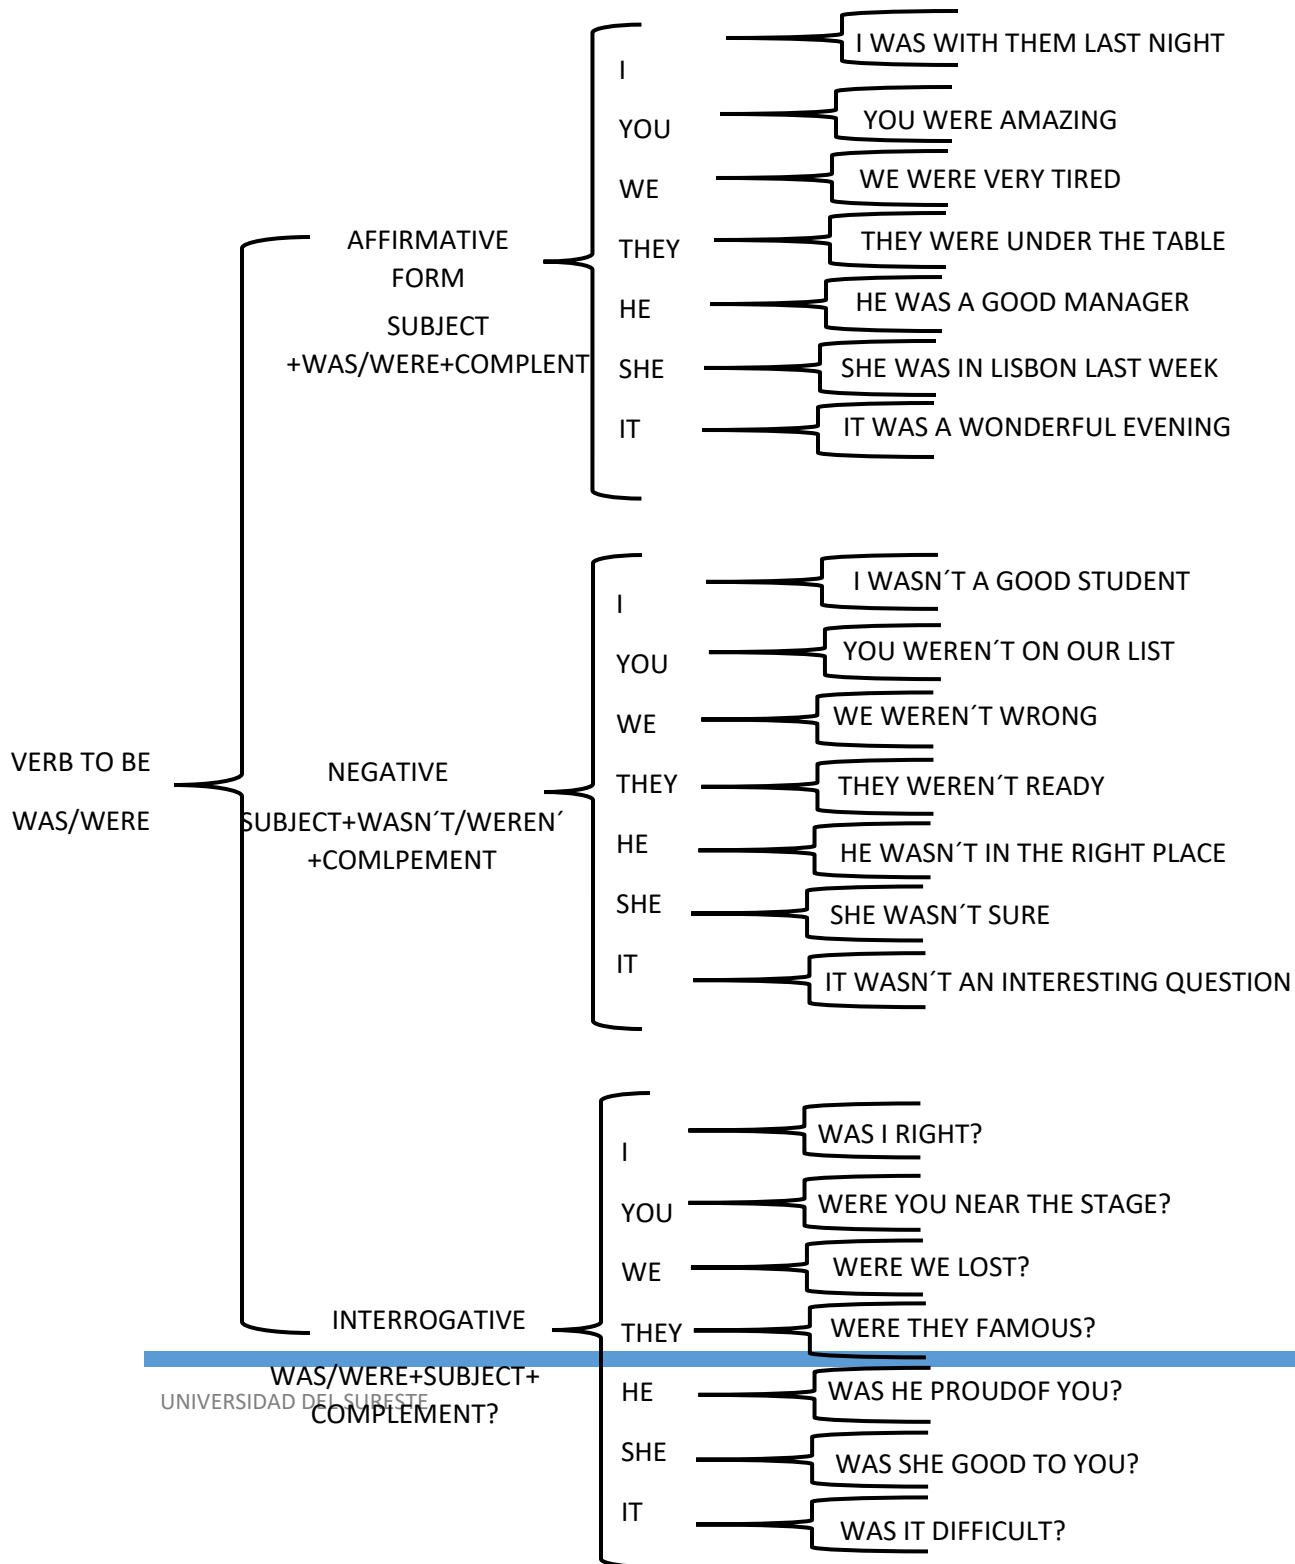 VERB TO BE
WAS/WERE
AFFIRMATIVE
FORM
SUBJECT
+WAS/WERE+COMPLENT
I
I WAS WITH THEM LAST NIGHT
YOU
YOU WERE AMAZING
WE
WE WERE VERY TIRED
THEY
THEY WERE UNDER THE TABLE
HE
HE WAS A GOOD MANAGER
SHE
SHE WAS IN LISBON LAST WEEK
IT
IT WAS A WONDERFUL EVENING
NEGATIVE
SUBJECT+WASN´T/WEREN´
+COMLPEMENT
I
I WASN´T A GOOD STUDENT
YOU
YOU WEREN´T ON OUR LIST
WE
WE WEREN´T WRONG
THEY
THEY WEREN´T READY
HE
HE WASN´T IN THE RIGHT PLACE
SHE
SHE WASN´T SURE
IT
IT WASN´T AN INTERESTING QUESTION
INTERROGATIVE
WAS/WERE+SUBJECT+
COMPLEMENT?
I
WAS I RIGHT?
YOU
WERE YOU NEAR THE STAGE?
WE
WERE WE LOST?
THEY
WERE THEY FAMOUS?
HE
WAS HE PROUDOF YOU?
SHE
WAS SHE GOOD TO YOU?
IT
WAS IT DIFFICULT?
UNIVERSIDAD DEL SURESTE